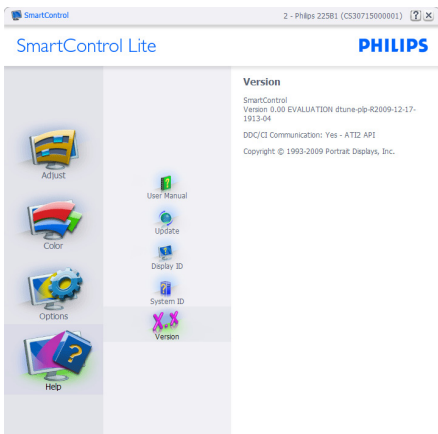 SmartControl
2 - Philips 225B1 (CS30715000001)
SmartControl Lite
PHILIPS
Adjust
Color
Options
Help
User Manual
Update
Display ID
System ID
X.X
Version
Version
SmartControl
Version 0.00 EVALUATION dtune-plp-R2009-12-17-
1913-04
DDC/CI Communication: Yes - ATI2 API
Copyright © 1993-2009 Portrait Displays, Inc.